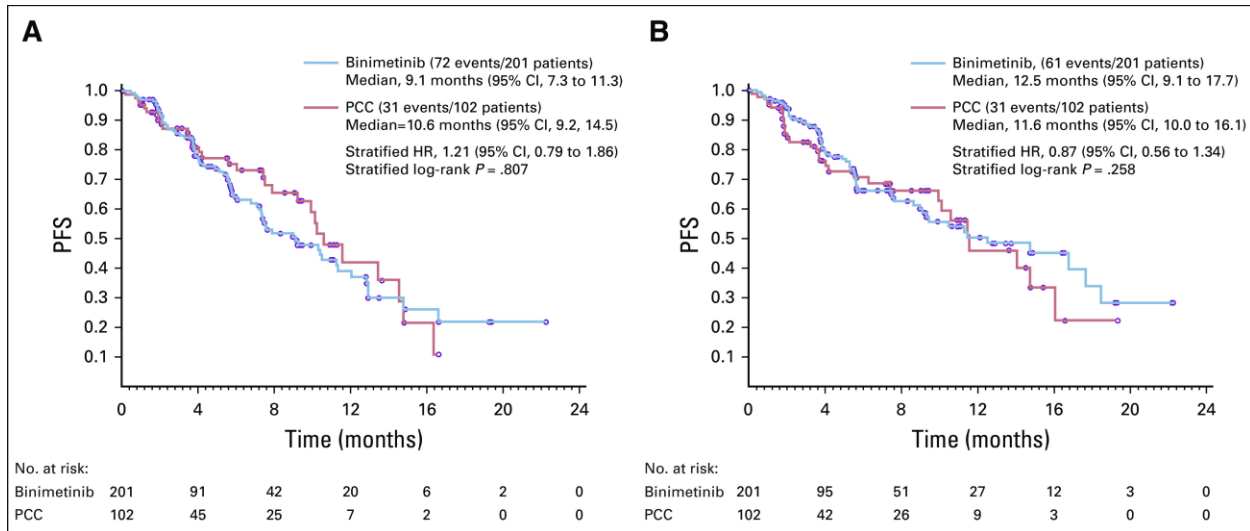 A
Binimetinib (72 events/201 patients)
Median, 9.1 months (95% CI, 7.3 to 11.3)
PCC (31 events/102 patients)
Median=10.6 months (95% CI, 9.2, 14.5)
Stratified HR, 1.21 (95% CI, 0.79 to 1.86)
Stratified log-rank P = .807
1.0
0.9
0.8
0.7
0.6
0.5
0.4
0.3
0.2
0.1
PFS
0 4 8 12 16 20 24
Time (months)
No. at risk:
Binimetinib 201 91 42 20 6 2 0
PCC 102 45 25 7 2 0 0
B
Binimetinib, (61 events/201 patients)
Median, 12.5 months (95% CI, 9.1 to 17.7)
PCC (31 events/102 patients)
Median, 11.6 months (95% CI, 10.0 to 16.1)
Stratified HR, 0.87 (95% CI, 0.56 to 1.34)
Stratified log-rank P = .258
1.0
0.9
0.8
0.7
0.6
0.5
0.4
0.3
0.2
0.1
PFS
0 4 8 12 16 20 24
Time (months)
No. at risk:
Binimetinib 201 95 51 27 12 3 0
PCC 102 42 26 9 3 0 0